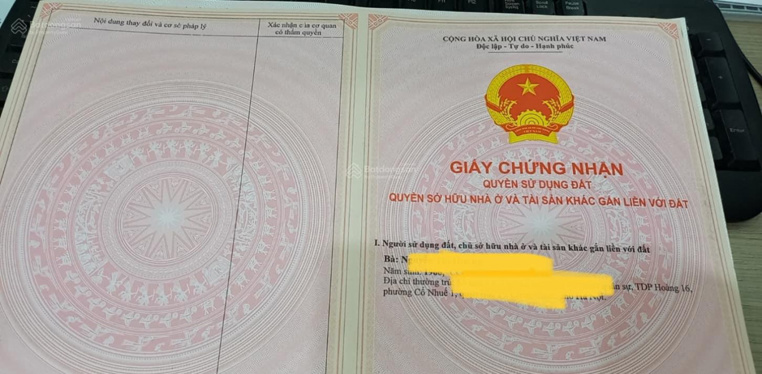 Nội dung thay đổi và cơ sở pháp lý
Xác nhận của cơ quan
có thẩm quyền
CỘNG HÒA XÃ HỘI CHỦ NGHĨA VIỆT NAM
Độc lập - Tự do - Hạnh phúc
GIẤY CHỨNG NHẬN
QUYỀN SỬ DỤNG ĐẤT
QUYỀN SỞ HỮU NHÀ Ở VÀ TÀI SẢN KHÁC GẮN LIỀN VỚI ĐẤT
I. Người sử dụng đất, chủ sở hữu nhà ở và tài sản khác gắn liền với đất
Bà:
Năm
Địa chỉ thường sự, TDP Hoàng 16,
phường Cổ Nhuế Hà Nội.
Batdongsan